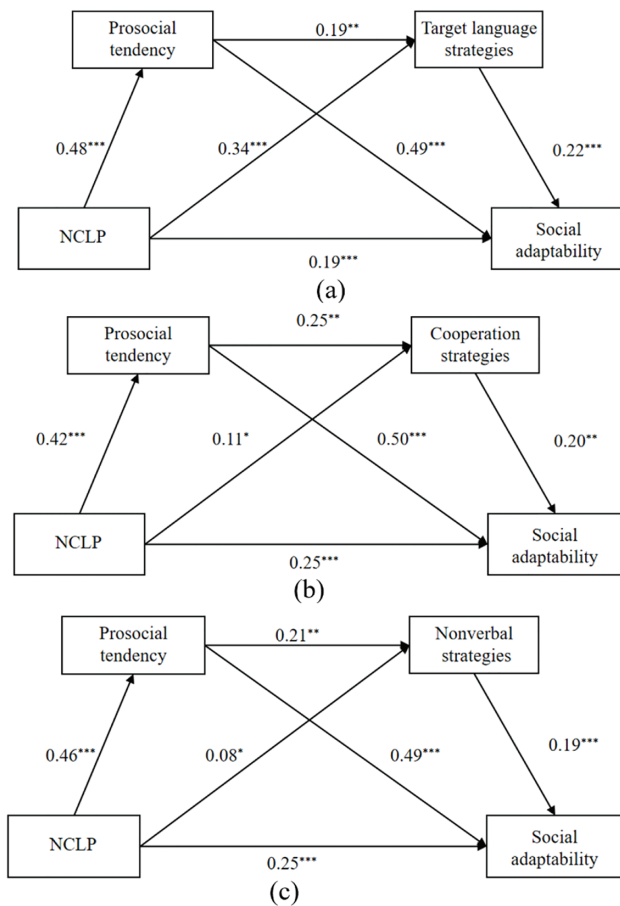 Prosocial
tendency
0.19**
Target language
strategies
0.48***
0.34***
0.49***
0.22***
NCLP
Social
adaptability
0.19***
(a)
Prosocial
tendency
0.25**
Cooperation
strategies
0.42***
0.11*
0.50***
0.20**
NCLP
Social
adaptability
0.25***
(b)
Prosocial
tendency
0.21**
Nonverbal
strategies
0.46***
0.08*
0.49***
0.19***
NCLP
Social
adaptability
0.25***
(c)